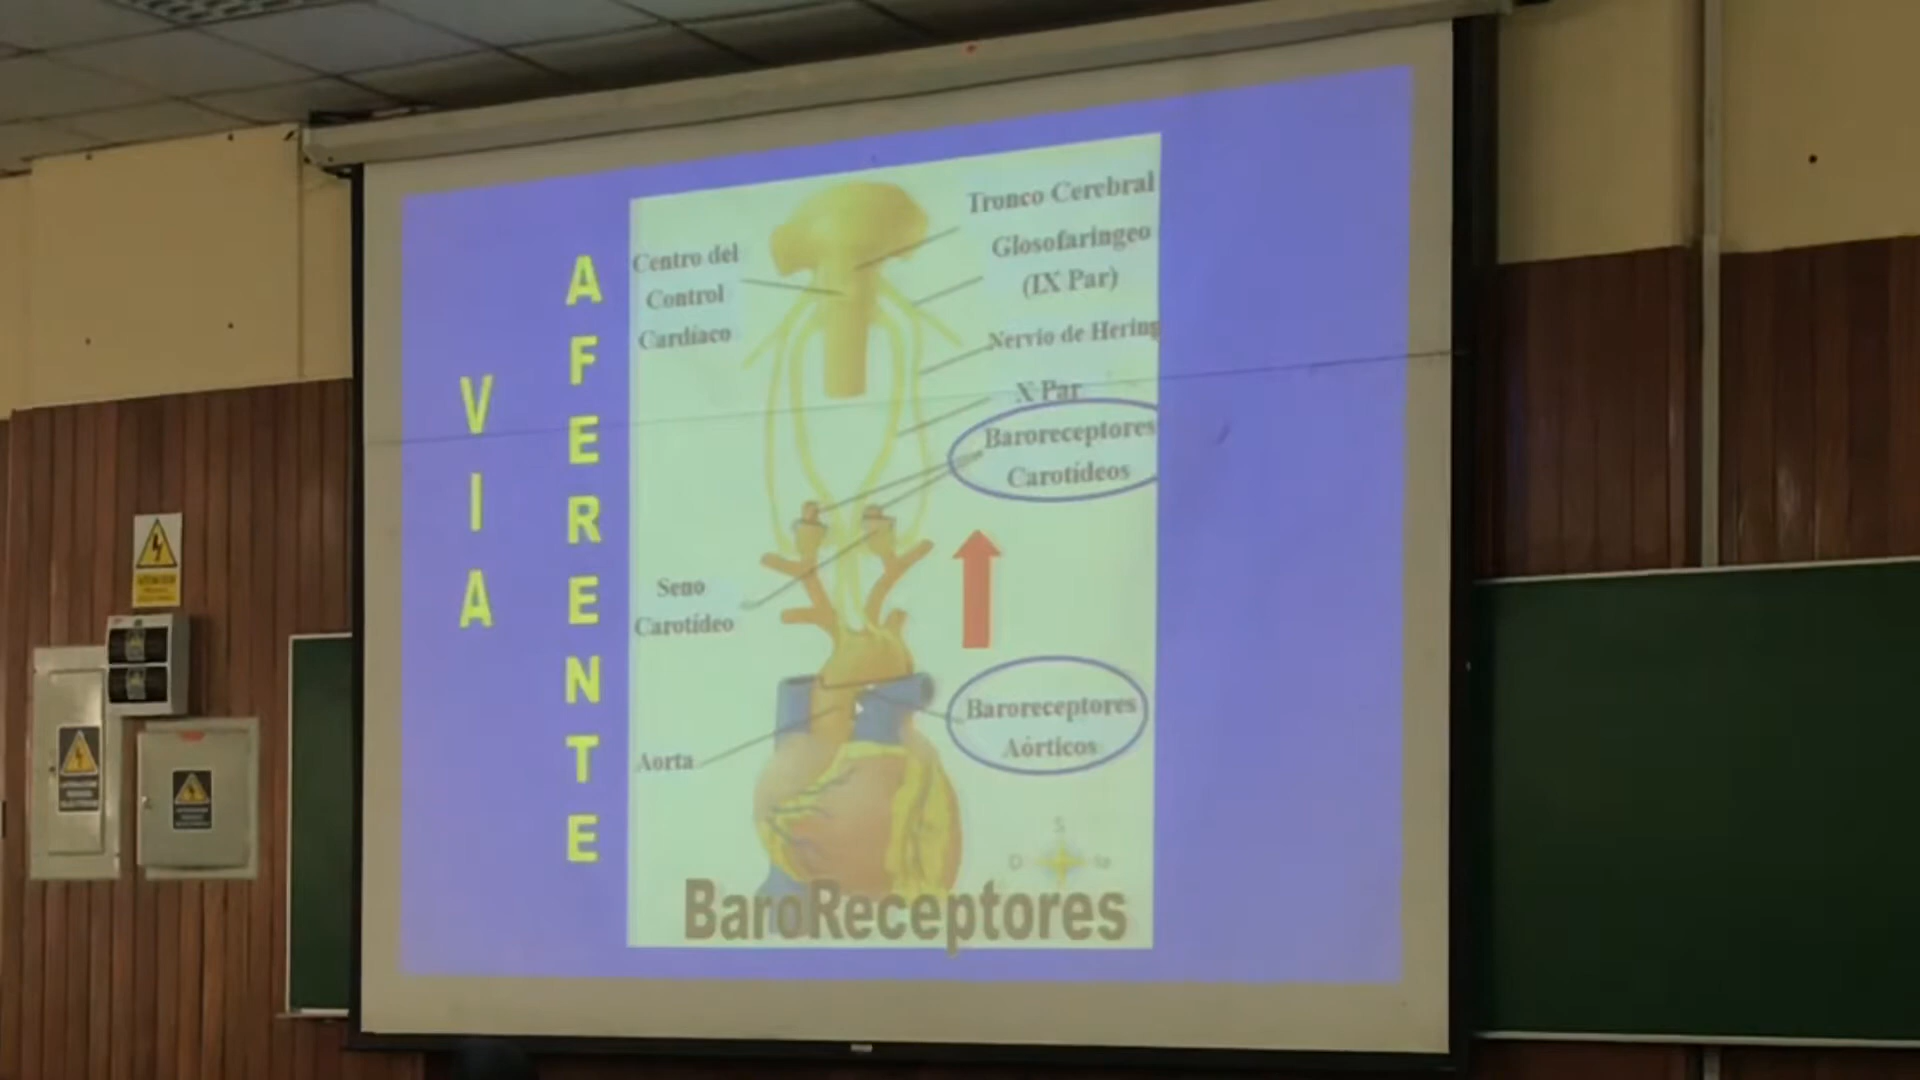 VIA
AFERENTE
Centro del
Control
Cardíaco
Tronco Cerebral
Glosofaringeo
(IX Par)
Nervio de Hering
X Par
Baroreceptores
Carotídeos
Seno
Carotídeo
Baroreceptores
Aórticos
Aorta
S
D
BaroReceptores